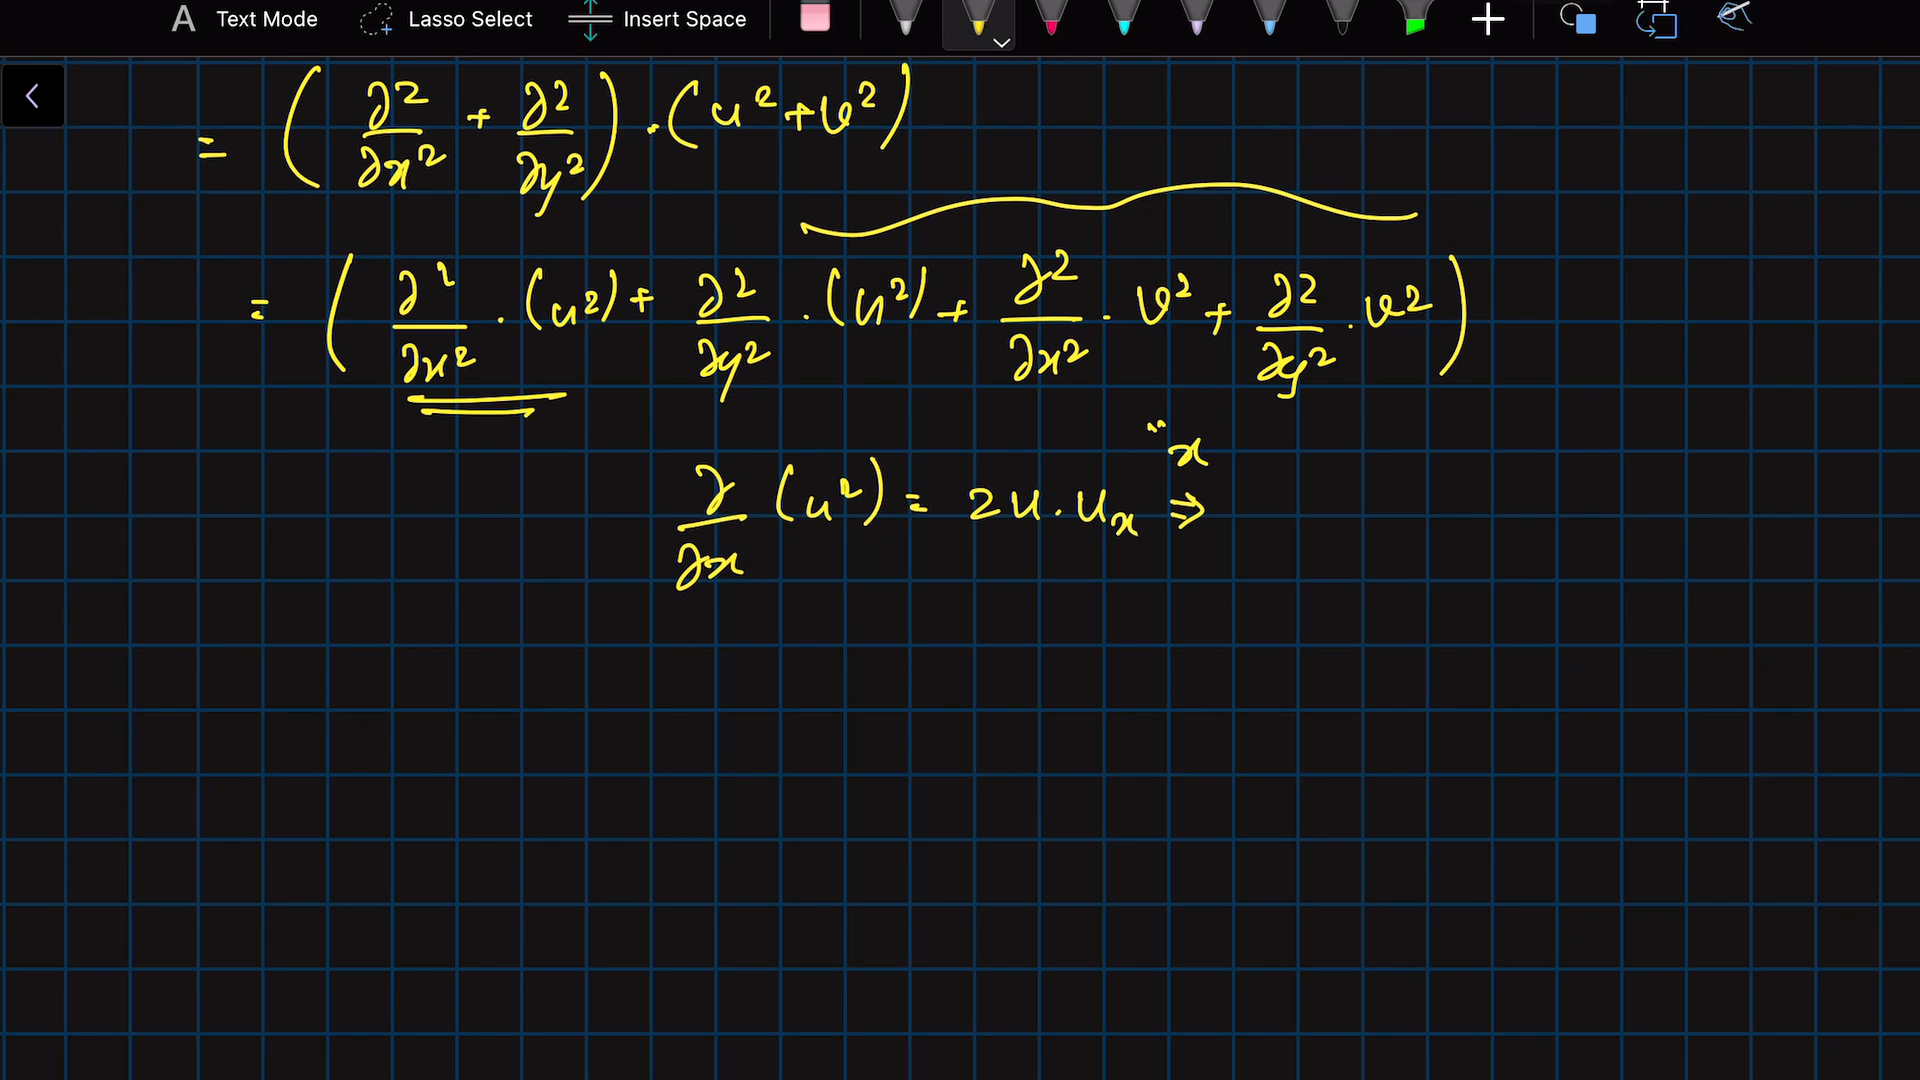 Text Mode Lasso Select Insert Space
= (∂²/∂x² + ∂²/∂y²) · (u² + v²)
= (∂²/∂x² · (u²) + ∂²/∂y² · (u²) + ∂²/∂x² · v² + ∂²/∂y² · v²)
" x
∂/∂x (u²) = 2u · uₓ ⇒